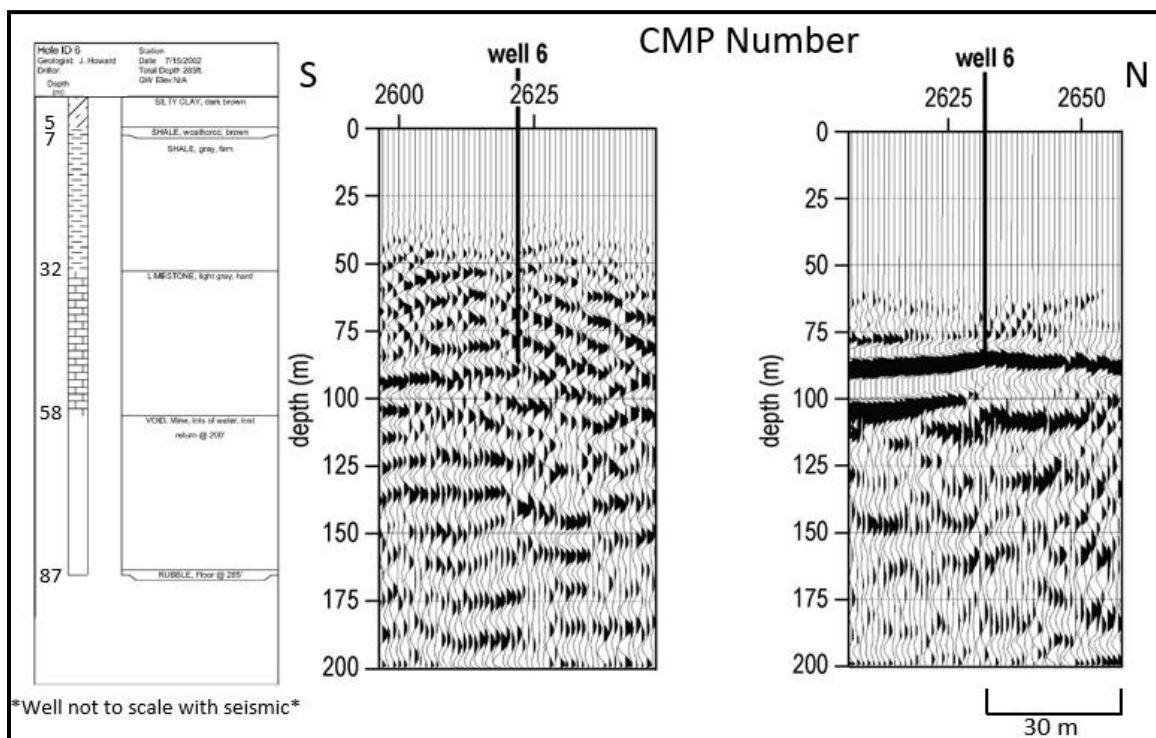 CMP Number
Hole ID 6
Geologist: J. Howard
Driller:
Depth
(m)
Station
Date 7/15/2002
Total Depth 285ft.
GW Elev.N/A
SILTY CLAY, dark brown
5
SHALE, weathered, brown
7
SHALE, gray, firm
32
LIMESTONE, light gray, hard
58
VOID, Mine, lots of water, lost
return @ 200'
87
RUBBLE, Floor @ 285'
*Well not to scale with seismic*
S
well 6
2600
2625
0
25
50
75
100
125
150
175
200
depth (m)
well 6
N
2625
2650
0
25
50
75
100
125
150
175
200
depth (m)
30 m